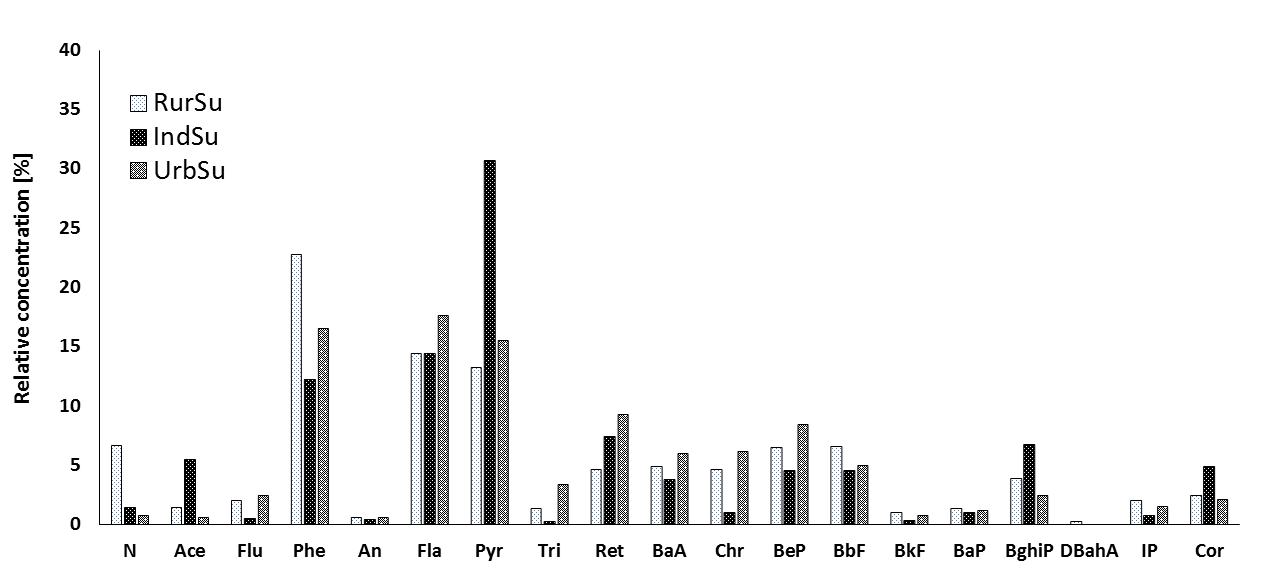 40
35
30
25
20
15
10
5
0
Relative concentration [%]
RurSu
IndSu
UrbSu
N Ace Flu Phe An Fla Pyr Tri Ret BaA Chr BeP BbF BkF BaP BghiP DBahA IP Cor